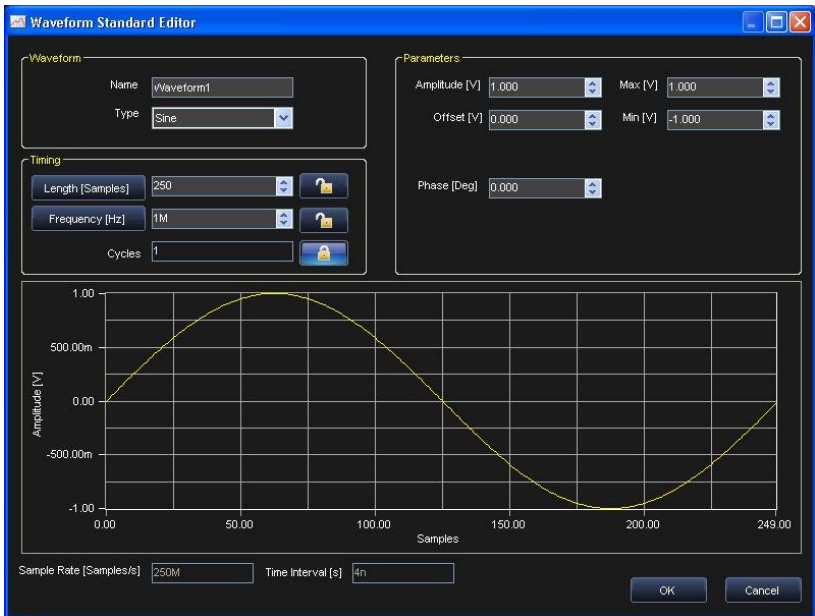 Waveform Standard Editor
Waveform
Name Waveform1
Type Sine
Timing
Length [Samples] 250
Frequency [Hz] 1M
Cycles 1
Parameters
Amplitude [V] 1.000 Max [V] 1.000
Offset [V] 0.000 Min [V] -1.000
Phase [Deg] 0.000
1.00
500.00m
0.00
-500.00m
-1.00
Amplitude [V]
0.00 50.00 100.00 150.00 200.00 249.00
Samples
Sample Rate [Samples/s] 250M Time Interval [s] 4n
OK Cancel